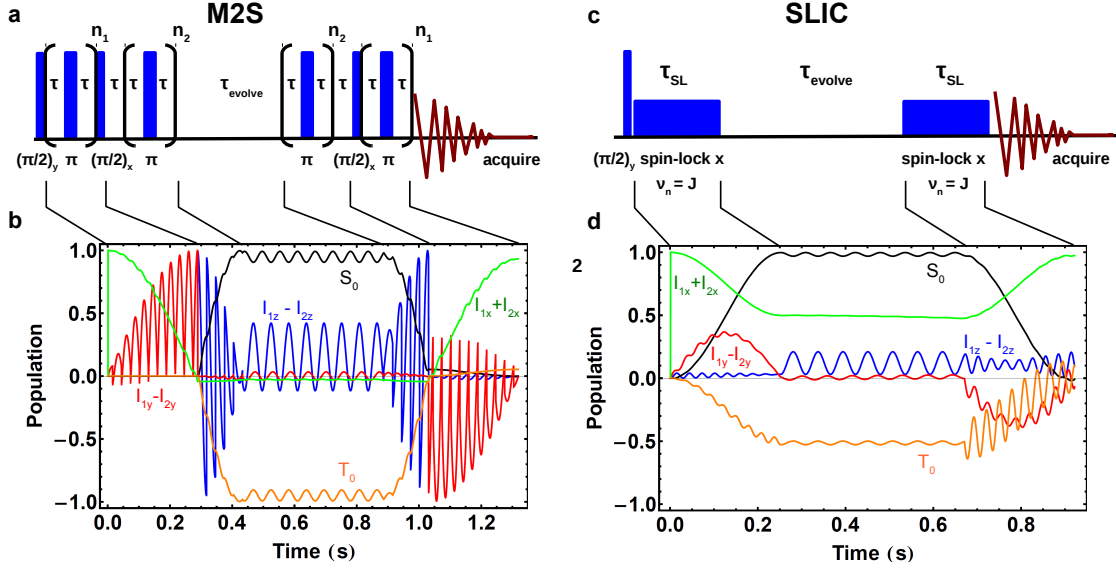 a M2S c SLIC
n1 n2 n2 n1
τ τ τ τ τevolve τ τ τ τ τSL τevolve τSL
(π/2)y π (π/2)x π π (π/2)x π acquire (π/2)y spin-lock x spin-lock x acquire
νn = J νn = J
b d
1.0 0.5 0.0 −0.5 −1.0
Population
S0
I1z − I2z
I1x+I2x
I1y−I2y
T0
0.0 0.2 0.4 0.6 0.8 1.0 1.2
Time (s)
2
1.0 0.5 0.0 −0.5 −1.0
Population
I1x+I2x
S0
I1y−I2y
I1z − I2z
T0
0.0 0.2 0.4 0.6 0.8
Time (s)